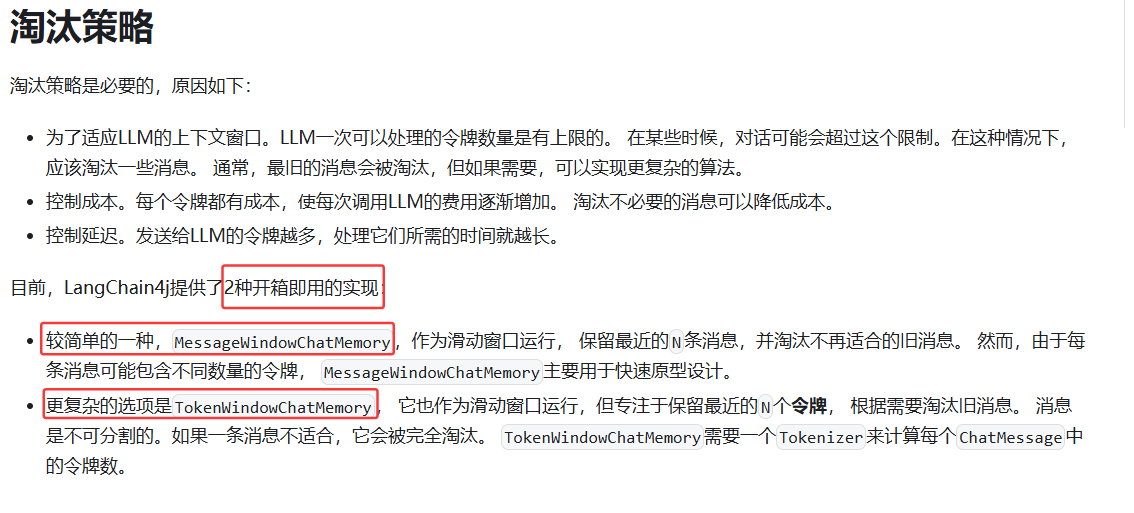 淘汰策略
淘汰策略是必要的，原因如下：
为了适应LLM的上下文窗口。LLM一次可以处理的令牌数量是有上限的。 在某些时候，对话可能会超过这个限制。在这种情况下，
应该淘汰一些消息。 通常，最旧的消息会被淘汰，但如果需要，可以实现更复杂的算法。
控制成本。每个令牌都有成本，使每次调用LLM的费用逐渐增加。 淘汰不必要的消息可以降低成本。
控制延迟。发送给LLM的令牌越多，处理它们所需的时间就越长。
目前，LangChain4j提供了2种开箱即用的实现：
较简单的一种，MessageWindowChatMemory，作为滑动窗口运行， 保留最近的N条消息，并淘汰不再适合的旧消息。 然而，由于每
条消息可能包含不同数量的令牌， MessageWindowChatMemory主要用于快速原型设计。
更复杂的选项是TokenWindowChatMemory， 它也作为滑动窗口运行，但专注于保留最近的N个令牌， 根据需要淘汰旧消息。 消息
是不可分割的。如果一条消息不适合，它会被完全淘汰。 TokenWindowChatMemory需要一个Tokenizer来计算每个ChatMessage中
的令牌数。